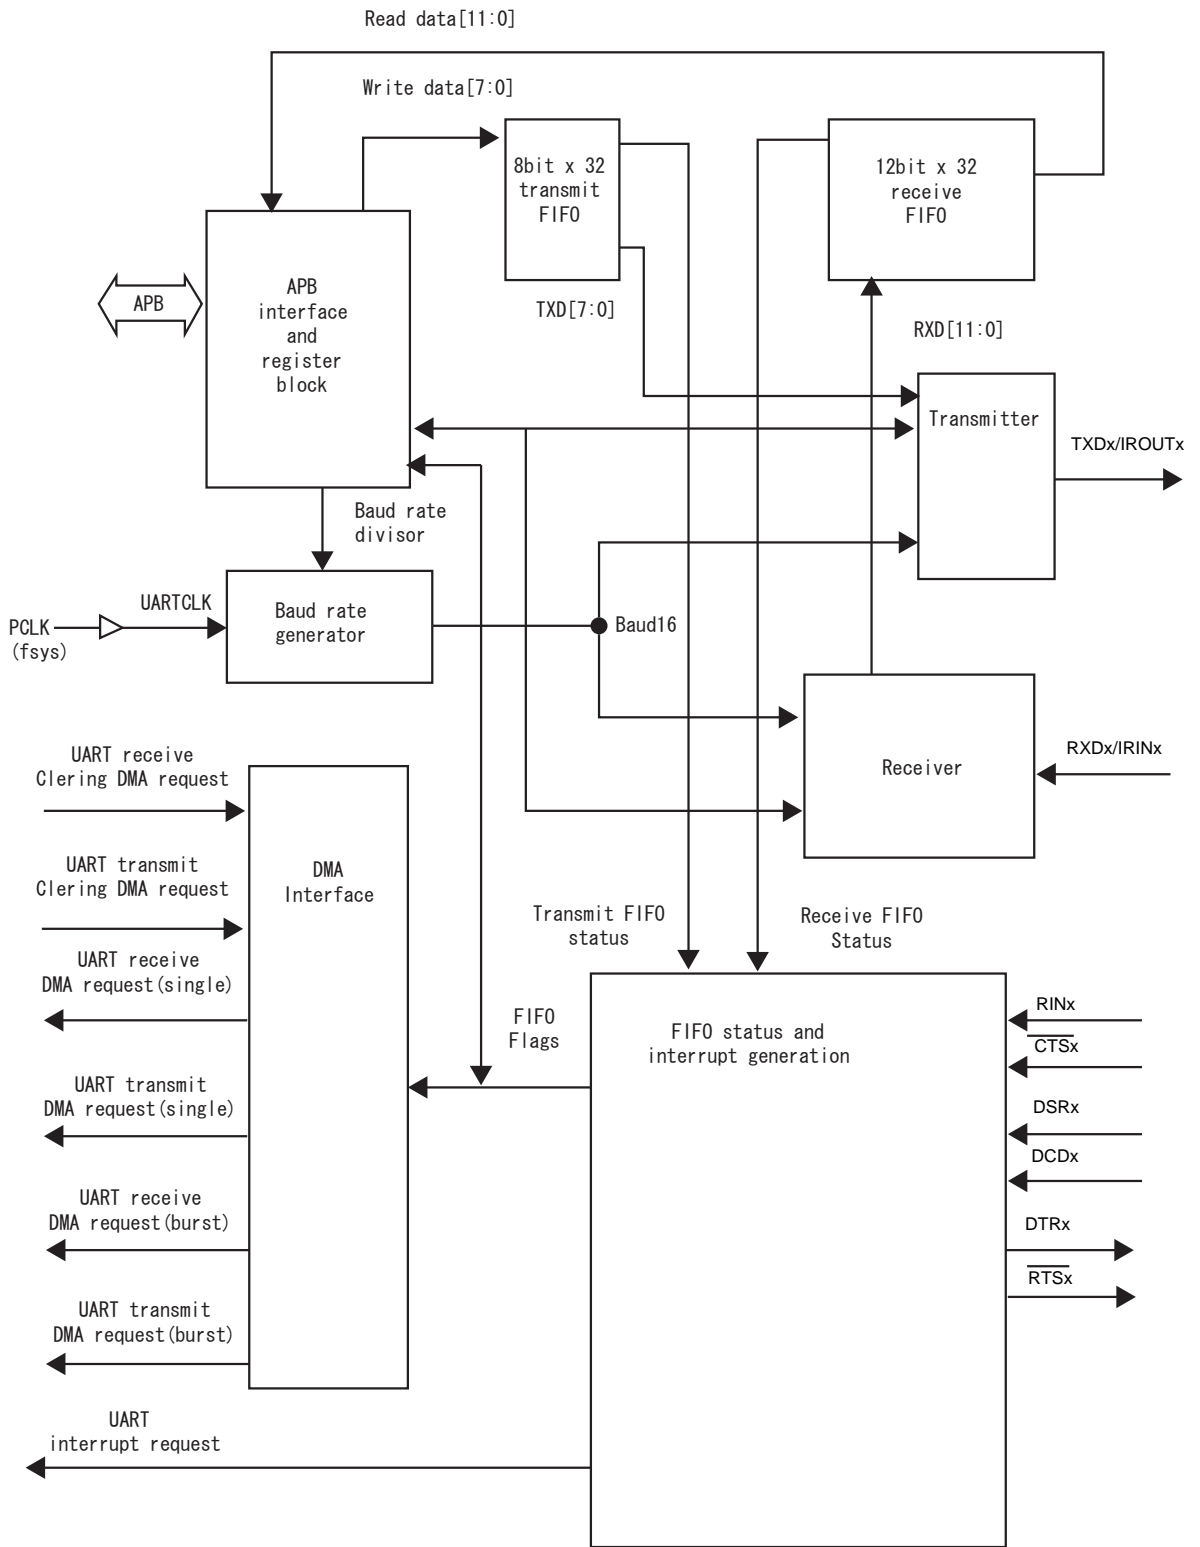 Read data[11:0]
Write data[7:0]
8bit x 32
transmit
FIFO
12bit x 32
receive
FIFO
APB
APB
interface
and
register
block
TXD[7:0]
RXD[11:0]
Transmitter
TXDx/IROUTx
Baud rate
divisor
UARTCLK
PCLK
(fsys)
Baud rate
generator
Baud16
UART receive
Clering DMA request
RXDx/IRINx
Receiver
UART transmit
Clering DMA request
DMA
Interface
Transmit FIFO
status
Receive FIFO
Status
UART receive
DMA request(single)
FIFO
Flags
FIFO status and
interrupt generation
RINx
CTSx
UART transmit
DMA request(single)
DSRx
DCDx
UART receive
DMA request(burst)
DTRx
RTSx
UART transmit
DMA request(burst)
UART
interrupt request